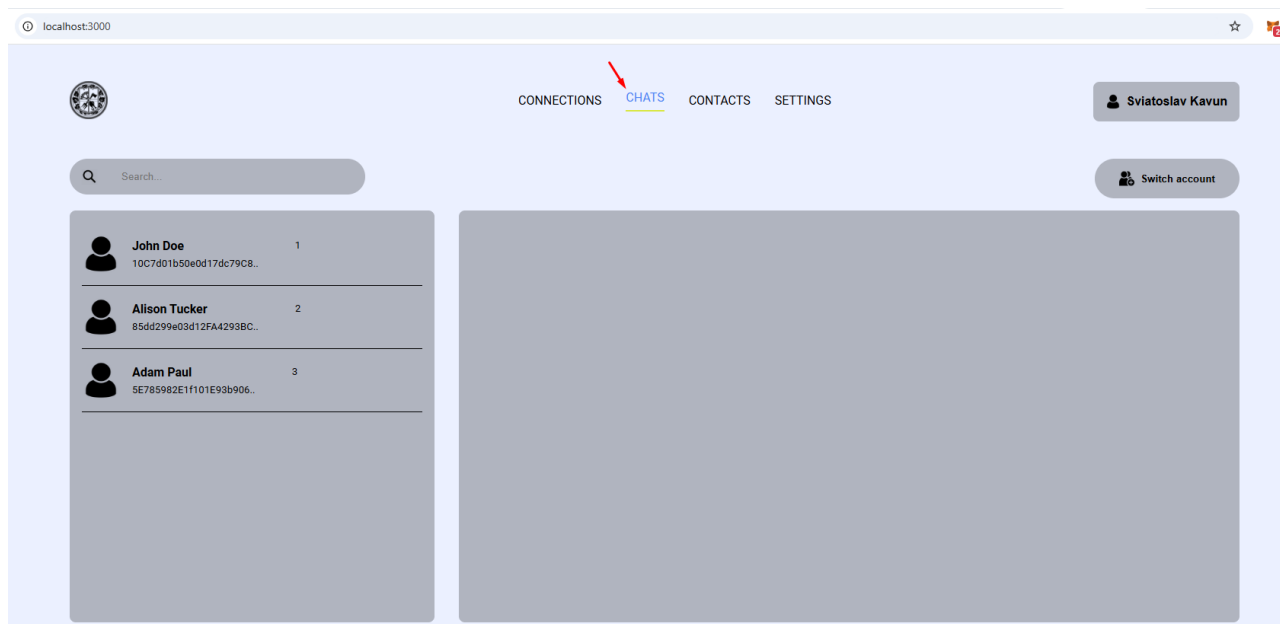 localhost:3000
CONNECTIONS CHATS CONTACTS SETTINGS
Sviatoslav Kavun
Search...
Switch account
John Doe 1
10C7d01b50e0d17dc79C8..
Alison Tucker 2
85dd299e03d12FA4293BC..
Adam Paul 3
5E785982E1f101E93b906..